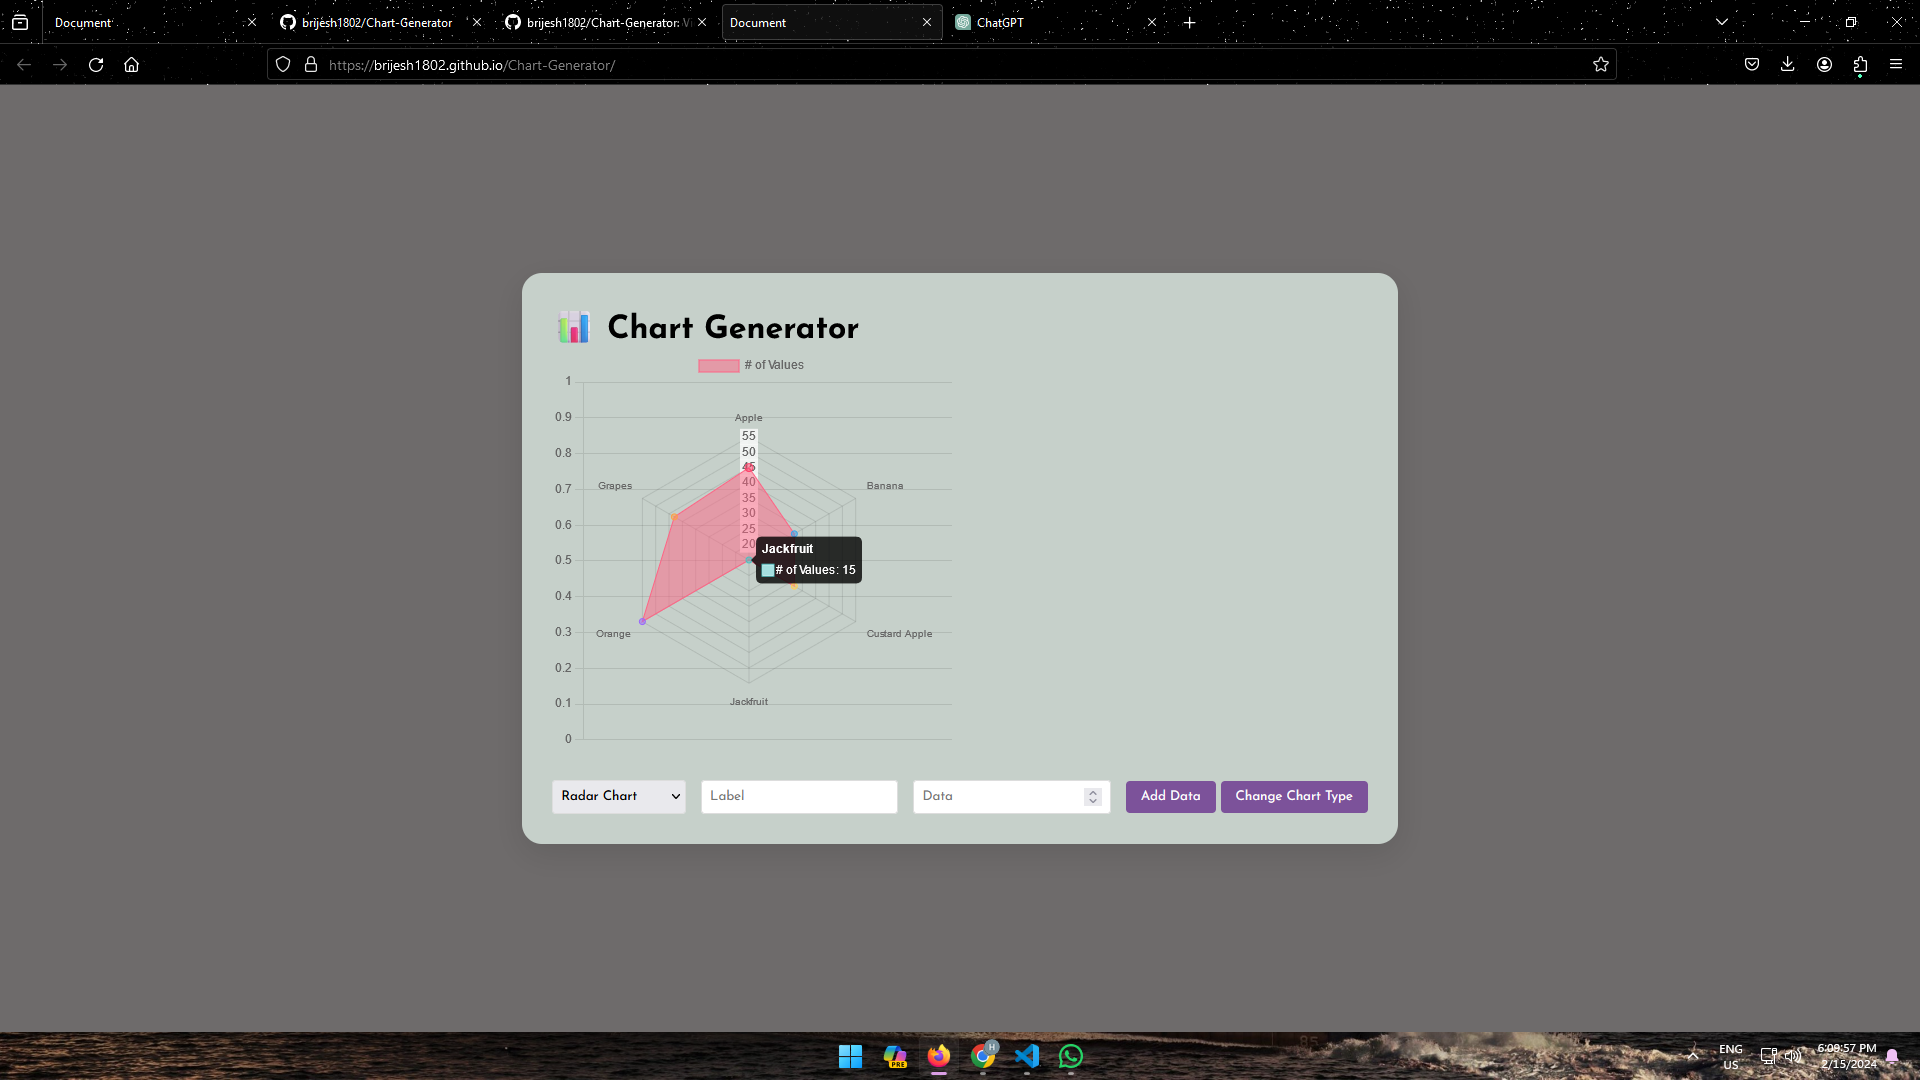 Document
brijesh1802/Chart-Generator
brijesh1802/Chart-Generator: Vi
Document
ChatGPT
https://brijesh1802.github.io/Chart-Generator/
Chart Generator
# of Values
1
0.9
0.8
0.7
0.6
0.5
0.4
0.3
0.2
0.1
0
Apple
55
50
45
40
35
30
25
20
Grapes
Banana
Jackfruit
# of Values: 15
Orange
Custard Apple
Jackfruit
Radar Chart
Label
Data
Add Data
Change Chart Type
PRE
H
ENG
US
6:09:57 PM
2/15/2024